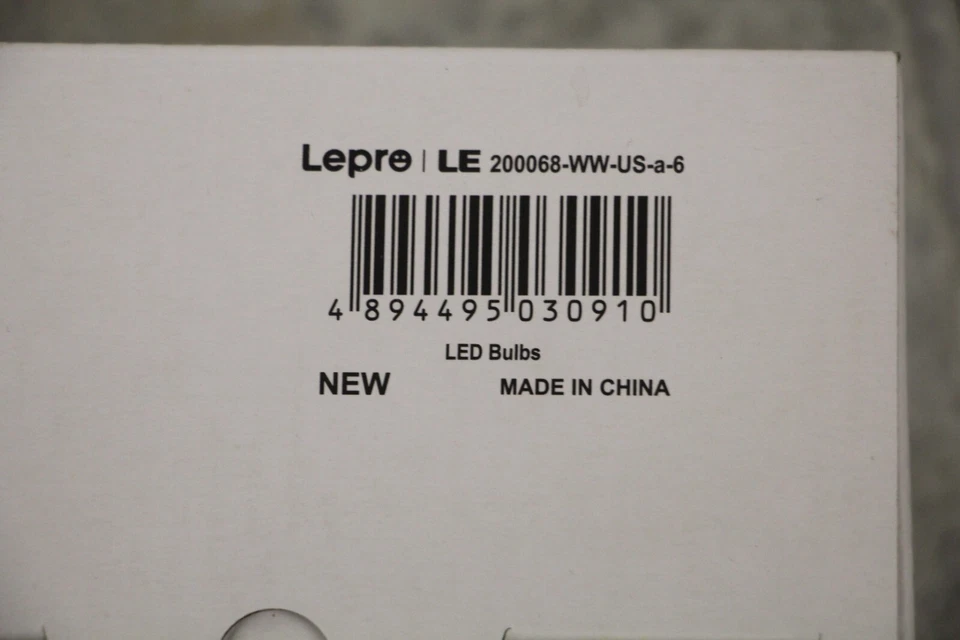 Lepro | LE 200068-WW-US-a-6
4 894495 030910
LED Bulbs
NEW MADE IN CHINA